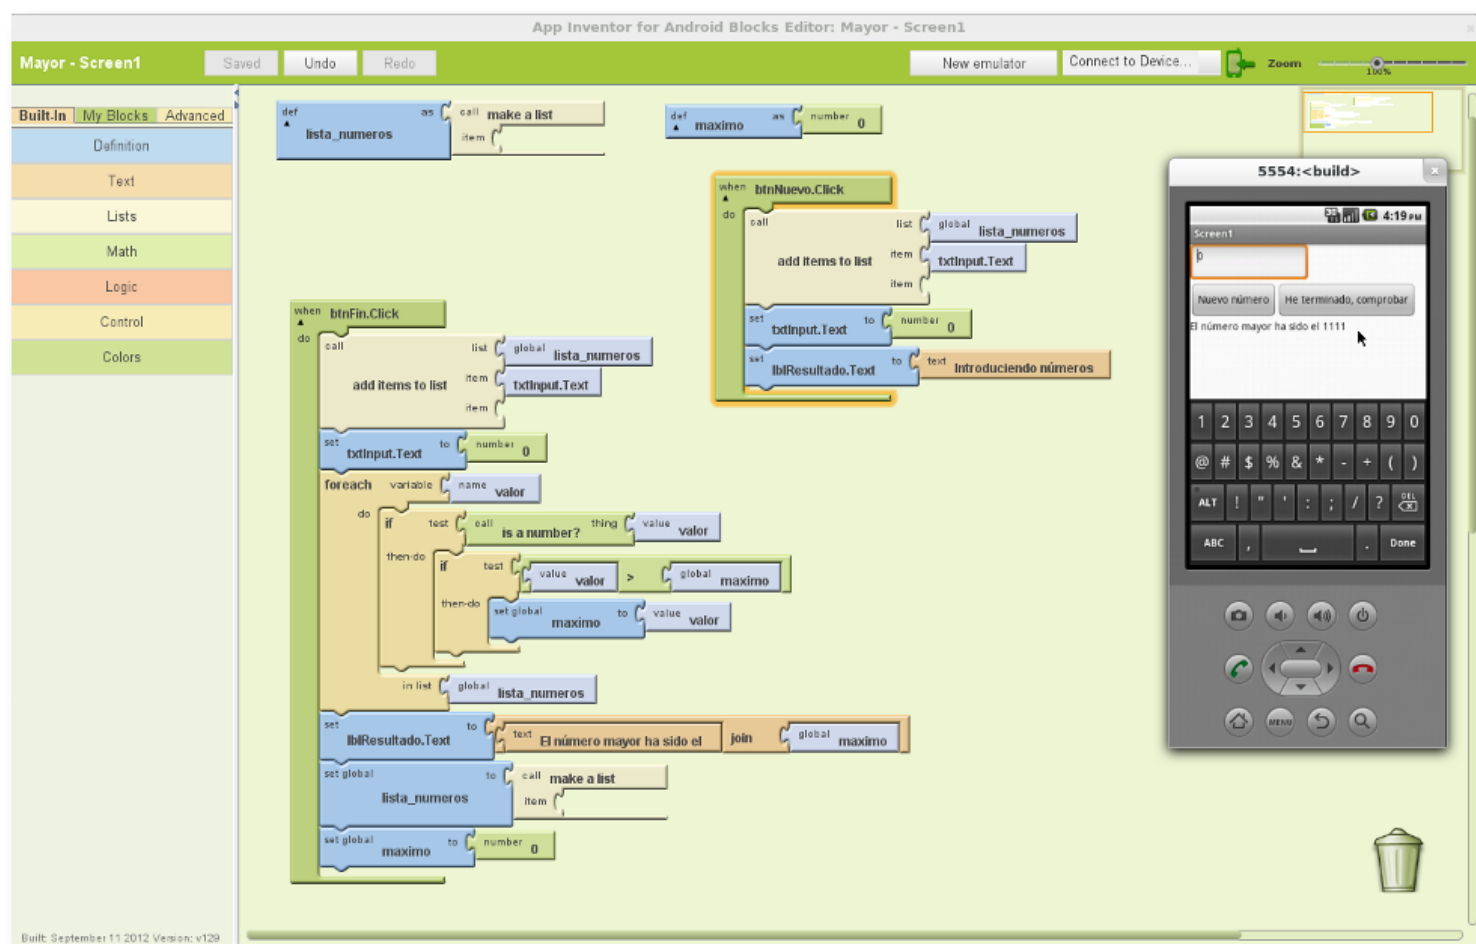 App Inventor for Android Blocks Editor: Mayor - Screen1
Mayor - Screen1
Saved
Undo
Redo
New emulator
Connect to Device...
Zoom
100%
Built-In
My Blocks
Advanced
Definition
Text
Lists
Math
Logic
Control
Colors
def
lista_numeros
as
call make a list
item
def
maximo
as
number 0
when btnNuevo.Click
do
call
add items to list
list
global lista_numeros
item
txtInput.Text
item
set
txtInput.Text
to
number 0
set
lblResultado.Text
to
text Introduciendo números
when btnFin.Click
do
call
add items to list
list
global lista_numeros
item
txtInput.Text
item
set
txtInput.Text
to
number 0
foreach variable
name valor
do
if
test
call is a number?
thing
value valor
then-do
if
test
value valor
>
global maximo
then-do
set global
maximo
to
value valor
in list
global lista_numeros
set
lblResultado.Text
to
text El número mayor ha sido el
join
global maximo
set global
lista_numeros
to
call make a list
item
set global
maximo
to
number 0
5554:<build>
4:19 PM
Screen1
0
Nuevo número
He terminado, comprobar
El número mayor ha sido el 1111
1 2 3 4 5 6 7 8 9 0
@ # $ % & * - + ( )
ALT ! " ' : ; / ? DEL
ABC , . Done
MENU
Built: September 11 2012 Version: v129